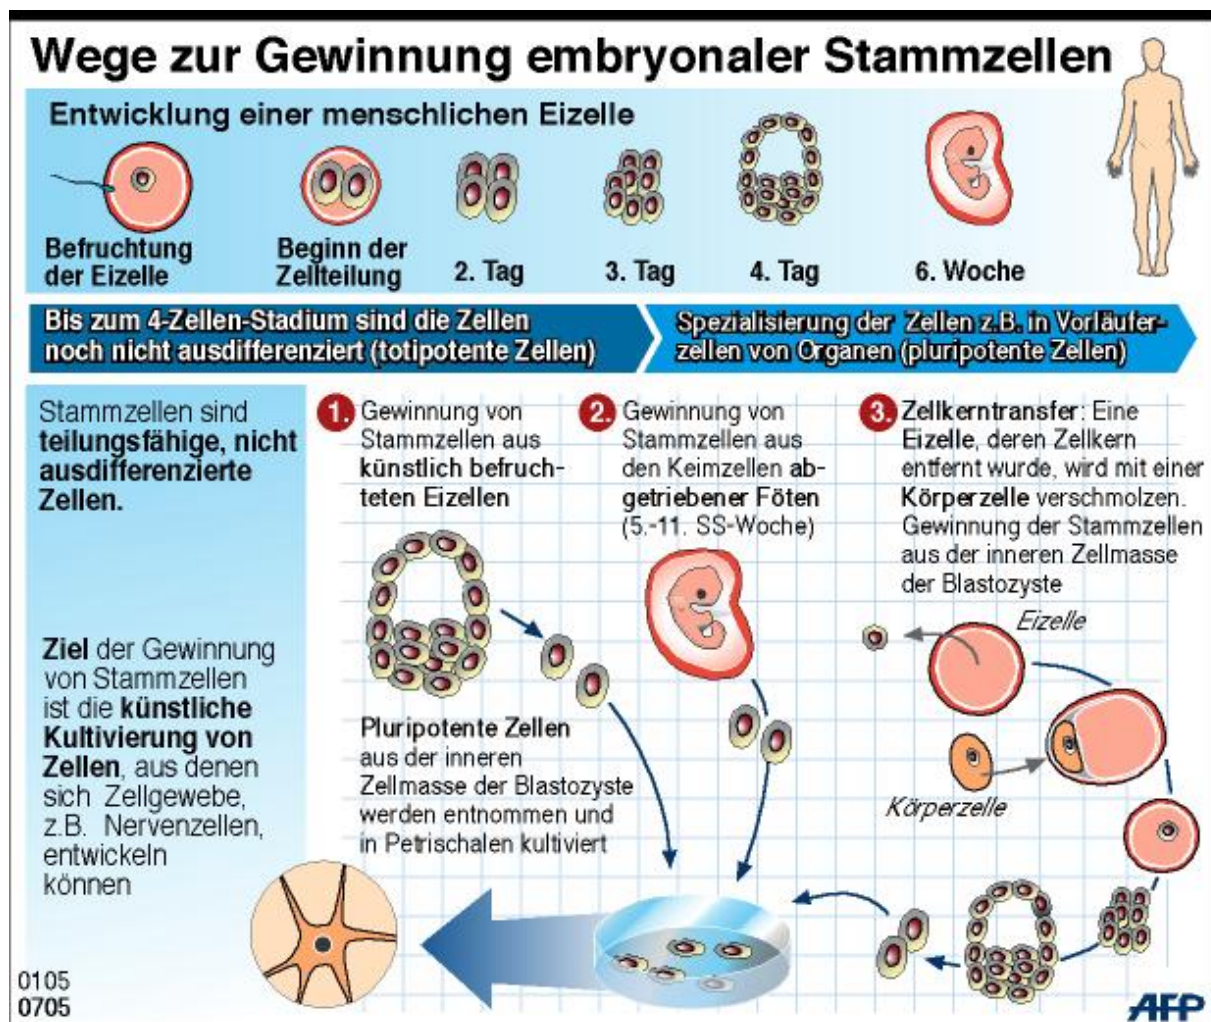 Wege zur Gewinnung embryonaler Stammzellen
Entwicklung einer menschlichen Eizelle
Befruchtung
der Eizelle
Beginn der
Zellteilung
2. Tag
3. Tag
4. Tag
6. Woche
Bis zum 4-Zellen-Stadium sind die Zellen
noch nicht ausdifferenziert (totipotente Zellen)
Spezialisierung der Zellen z.B. in Vorläufer-
zellen von Organen (pluripotente Zellen)
Stammzellen sind
teilungsfähige, nicht
ausdifferenzierte
Zellen.
Ziel der Gewinnung
von Stammzellen
ist die künstliche
Kultivierung von
Zellen, aus denen
sich Zellgewebe,
z.B. Nervenzellen,
entwickeln
können
1. Gewinnung von
Stammzellen aus
künstlich befruch-
teten Eizellen
Pluripotente Zellen
aus der inneren
Zellmasse der Blastozyste
werden entnommen und
in Petrischalen kultiviert
2. Gewinnung von
Stammzellen aus
den Keimzellen ab-
getriebener Föten
(5.-11. SS-Woche)
3. Zellkerntransfer: Eine
Eizelle, deren Zellkern
entfernt wurde, wird mit einer
Körperzelle verschmolzen.
Gewinnung der Stammzellen
aus der inneren Zellmasse
der Blastozyste
Eizelle
Körperzelle
0105
0705
AFP